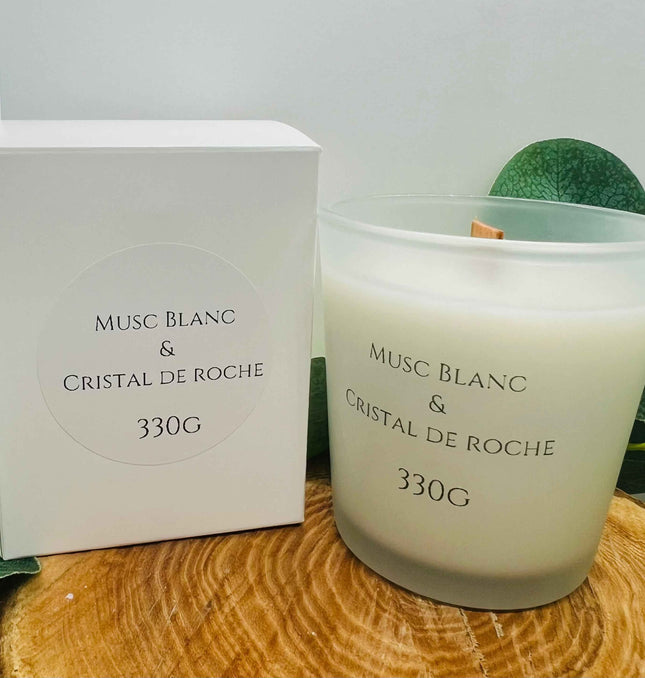 Musc Blanc
&
Cristal de roche
330g
Musc Blanc
&
Cristal de roche
330g